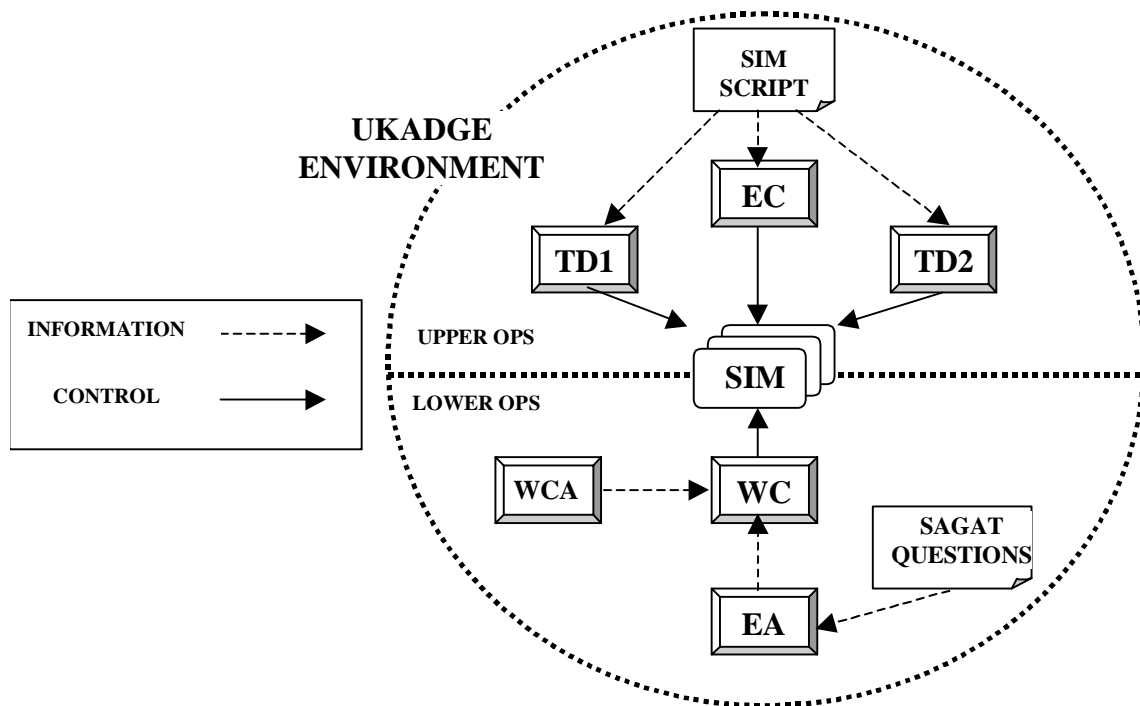 SIM
SCRIPT
UKADGE
ENVIRONMENT
EC
TD1
TD2
INFORMATION
CONTROL
UPPER OPS
SIM
LOWER OPS
WCA
WC
SAGAT
QUESTIONS
EA